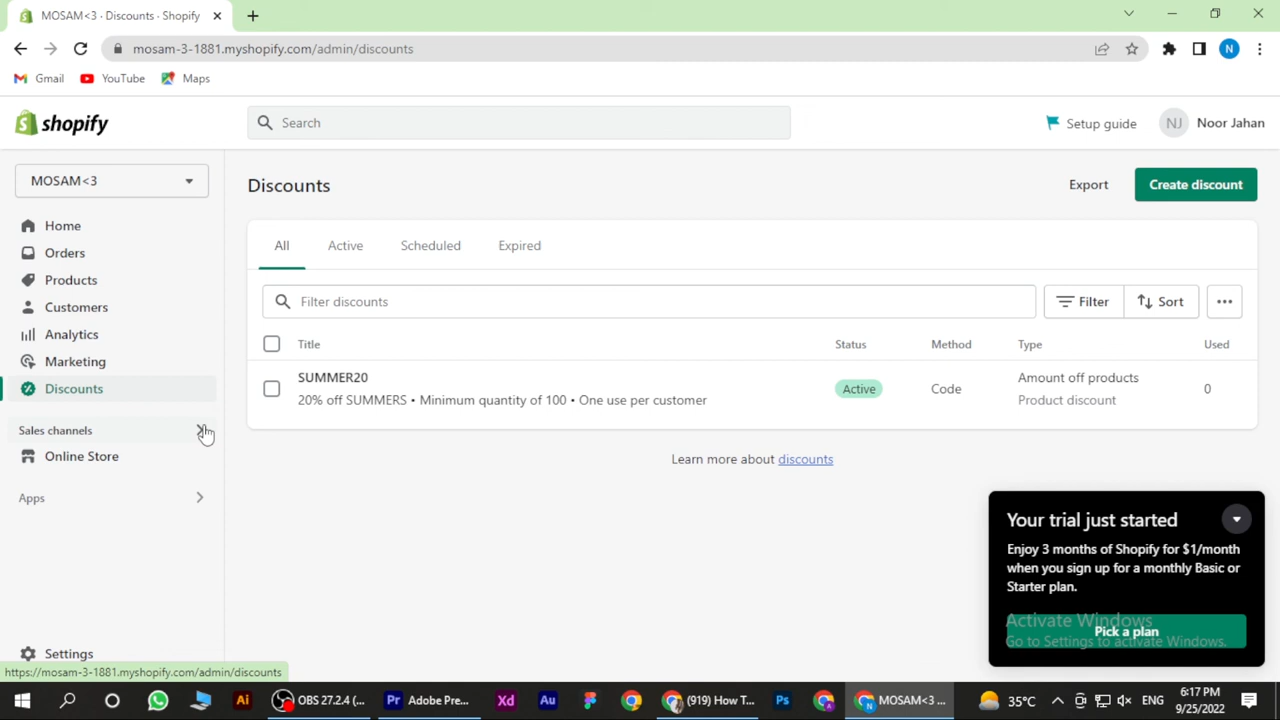 MOSAM<3 · Discounts · Shopify
mosam-3-1881.myshopify.com/admin/discounts
N
Gmail
YouTube
Maps
shopify
Search
Setup guide
NJ
Noor Jahan
MOSAM<3
Home
Orders
Products
Customers
Analytics
Marketing
Discounts
Sales channels
Online Store
Apps
Settings
Discounts
Export
Create discount
All
Active
Scheduled
Expired
Filter discounts
Filter
Sort
Title
Status
Method
Type
Used
SUMMER20
20% off SUMMERS • Minimum quantity of 100 • One use per customer
Active
Code
Amount off products
Product discount
0
Learn more about discounts
Your trial just started
Enjoy 3 months of Shopify for $1/month
when you sign up for a monthly Basic or
Starter plan.
Pick a plan
Activate Windows
Go to Settings to activate Windows.
https://mosam-3-1881.myshopify.com/admin/discounts
Ai
OBS 27.2.4 (...
Pr
Adobe Pre...
Xd
Au
(919) How T...
Ps
MOSAM<3 ...
35°C
ENG
6:17 PM
9/25/2022